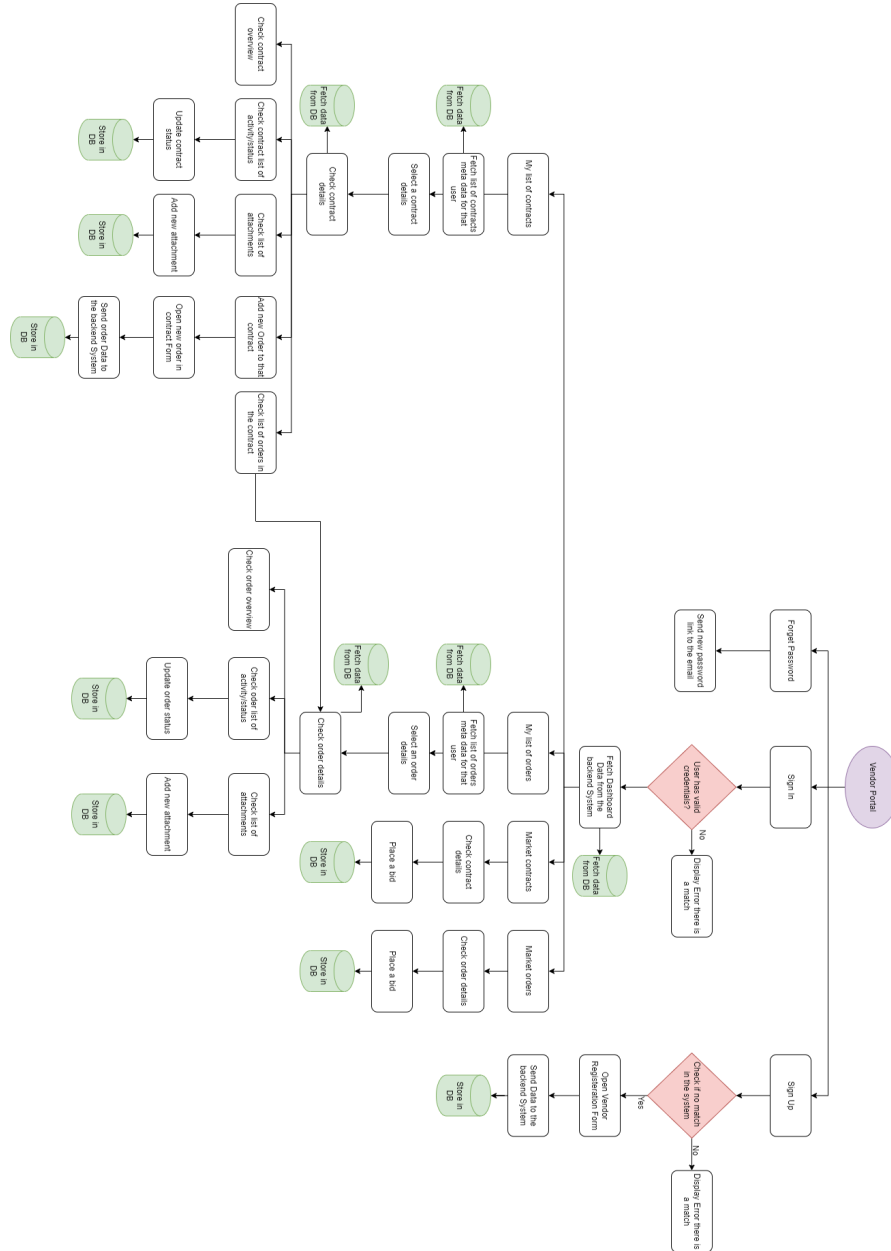 Vendor Portal
Forget Password
Sign In
Sign Up
Send new password
link to the email
User has valid
credentials?
No
Display Error there is
a match
Check if no match
in the system
No
Display Error there is
a match
Yes
Fetch Dashboard
Data from the
backend System
Fetch data
from DB
Open Vendor
Registeration Form
My list of contracts
My list of orders
Market contracts
Market orders
Send Data to the
backend System
Store in
DB
Fetch data
from DB
Fetch list of contracts
meta data for that
user
Fetch data
from DB
Fetch list of orders
meta data for that
user
Check contract
details
Check order details
Select a contract
details
Select an order
details
Place a bid
Place a bid
Fetch data
from DB
Check contract
details
Fetch data
from DB
Check order details
Store in
DB
Store in
DB
Check contract
overview
Check contract list of
activity/status
Check list of
attachments
Add new Order to that
contract
Check list of orders in
the contract
Check order overview
Check oder list of
activity/status
Check list of
attachments
Update contract
status
Add new attachment
Open new order in
contract Form
Update order status
Add new attachment
Store in
DB
Store in
DB
Send order Data to
the backend System
Store in
DB
Store in
DB
Store in
DB